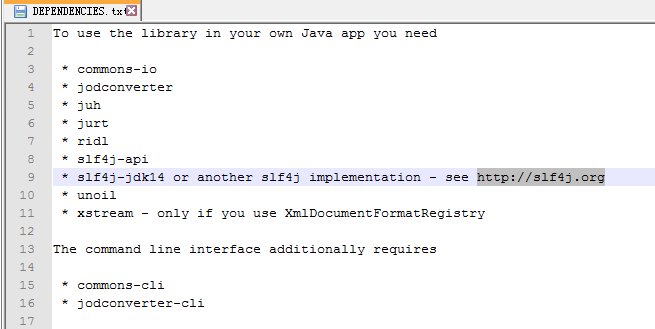 DEPENDENCIES.txt
1 To use the library in your own Java app you need
2
3 * commons-io
4 * jodconverter
5 * juh
6 * jurt
7 * ridl
8 * slf4j-api
9 * slf4j-jdk14 or another slf4j implementation - see http://slf4j.org
10 * unoil
11 * xstream - only if you use XmlDocumentFormatRegistry
12
13 The command line interface additionally requires
14
15 * commons-cli
16 * jodconverter-cli
17